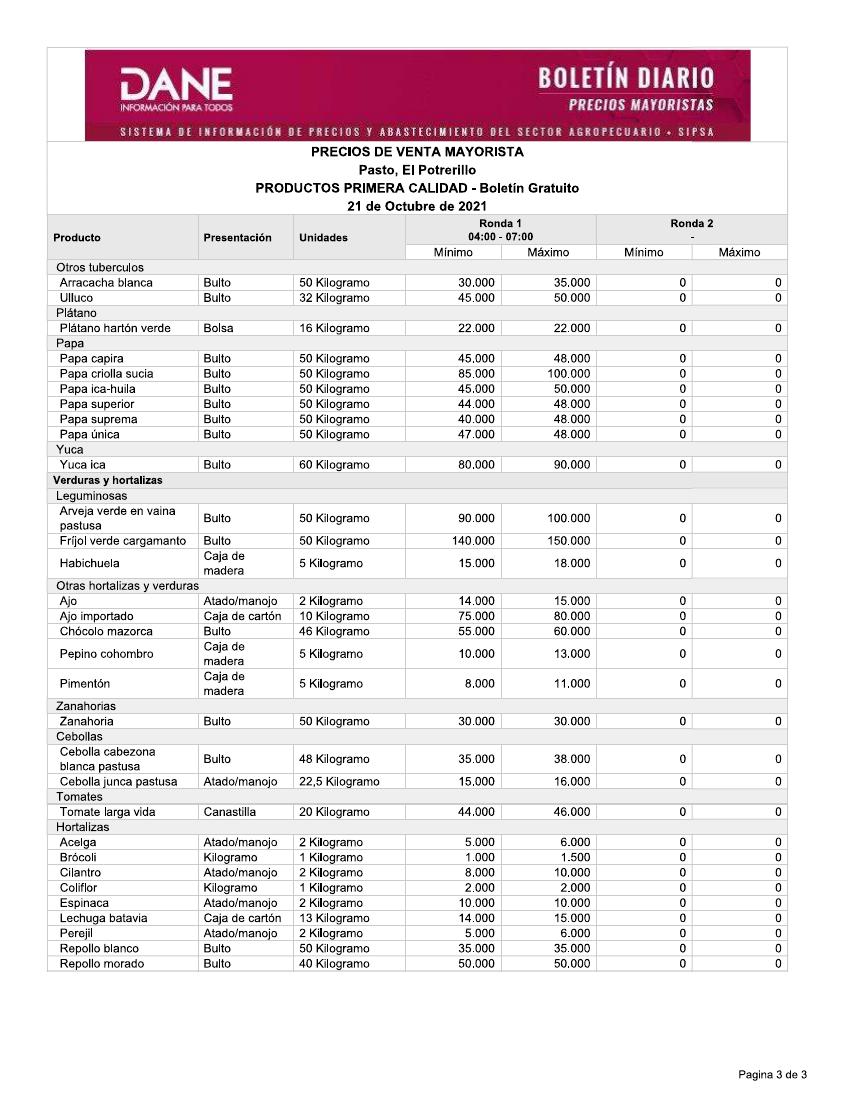 DANE
INFORMACIÓN PARA TODOS
BOLETÍN DIARIO
PRECIOS MAYORISTAS
SISTEMA DE INFORMACIÓN DE PRECIOS Y ABASTECIMIENTO DEL SECTOR AGROPECUARIO • SIPSA
PRECIOS DE VENTA MAYORISTA
Pasto, El Potrerillo
PRODUCTOS PRIMERA CALIDAD - Boletín Gratuito
21 de Octubre de 2021
Producto Presentación Unidades Ronda 1 04:00 - 07:00 Ronda 2 -
Mínimo Máximo Mínimo Máximo
Otros tuberculos
Arracacha blanca Bulto 50 Kilogramo 30.000 35.000 0 0
Ulluco Bulto 32 Kilogramo 45.000 50.000 0 0
Plátano
Plátano hartón verde Bolsa 16 Kilogramo 22.000 22.000 0 0
Papa
Papa capira Bulto 50 Kilogramo 45.000 48.000 0 0
Papa criolla sucia Bulto 50 Kilogramo 85.000 100.000 0 0
Papa ica-huila Bulto 50 Kilogramo 45.000 50.000 0 0
Papa superior Bulto 50 Kilogramo 44.000 48.000 0 0
Papa suprema Bulto 50 Kilogramo 40.000 48.000 0 0
Papa única Bulto 50 Kilogramo 47.000 48.000 0 0
Yuca
Yuca ica Bulto 60 Kilogramo 80.000 90.000 0 0
Verduras y hortalizas
Leguminosas
Arveja verde en vaina pastusa Bulto 50 Kilogramo 90.000 100.000 0 0
Fríjol verde cargamanto Bulto 50 Kilogramo 140.000 150.000 0 0
Habichuela Caja de madera 5 Kilogramo 15.000 18.000 0 0
Otras hortalizas y verduras
Ajo Atado/manojo 2 Kilogramo 14.000 15.000 0 0
Ajo importado Caja de cartón 10 Kilogramo 75.000 80.000 0 0
Chócolo mazorca Bulto 46 Kilogramo 55.000 60.000 0 0
Pepino cohombro Caja de madera 5 Kilogramo 10.000 13.000 0 0
Pimentón Caja de madera 5 Kilogramo 8.000 11.000 0 0
Zanahorias
Zanahoria Bulto 50 Kilogramo 30.000 30.000 0 0
Cebollas
Cebolla cabezona blanca pastusa Bulto 48 Kilogramo 35.000 38.000 0 0
Cebolla junca pastusa Atado/manojo 22,5 Kilogramo 15.000 16.000 0 0
Tomates
Tomate larga vida Canastilla 20 Kilogramo 44.000 46.000 0 0
Hortalizas
Acelga Atado/manojo 2 Kilogramo 5.000 6.000 0 0
Brócoli Kilogramo 1 Kilogramo 1.000 1.500 0 0
Cilantro Atado/manojo 2 Kilogramo 8.000 10.000 0 0
Coliflor Kilogramo 1 Kilogramo 2.000 2.000 0 0
Espinaca Atado/manojo 2 Kilogramo 10.000 10.000 0 0
Lechuga batavia Caja de cartón 13 Kilogramo 14.000 15.000 0 0
Perejil Atado/manojo 2 Kilogramo 5.000 6.000 0 0
Repollo blanco Bulto 50 Kilogramo 35.000 35.000 0 0
Repollo morado Bulto 40 Kilogramo 50.000 50.000 0 0
Pagina 3 de 3